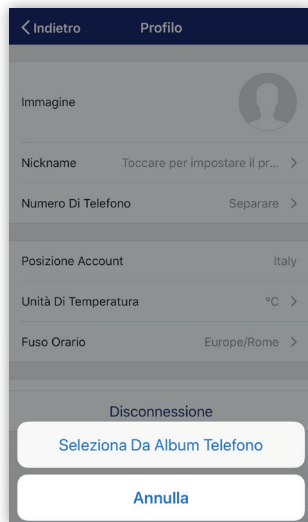 Indietro Profilo
Immagine
Nickname Toccare per impostare il pr...
Numero Di Telefono Separare
Posizione Account Italy
Unità Di Temperatura °C
Fuso Orario Europe/Rome
Disconnessione
Seleziona Da Album Telefono
Annulla